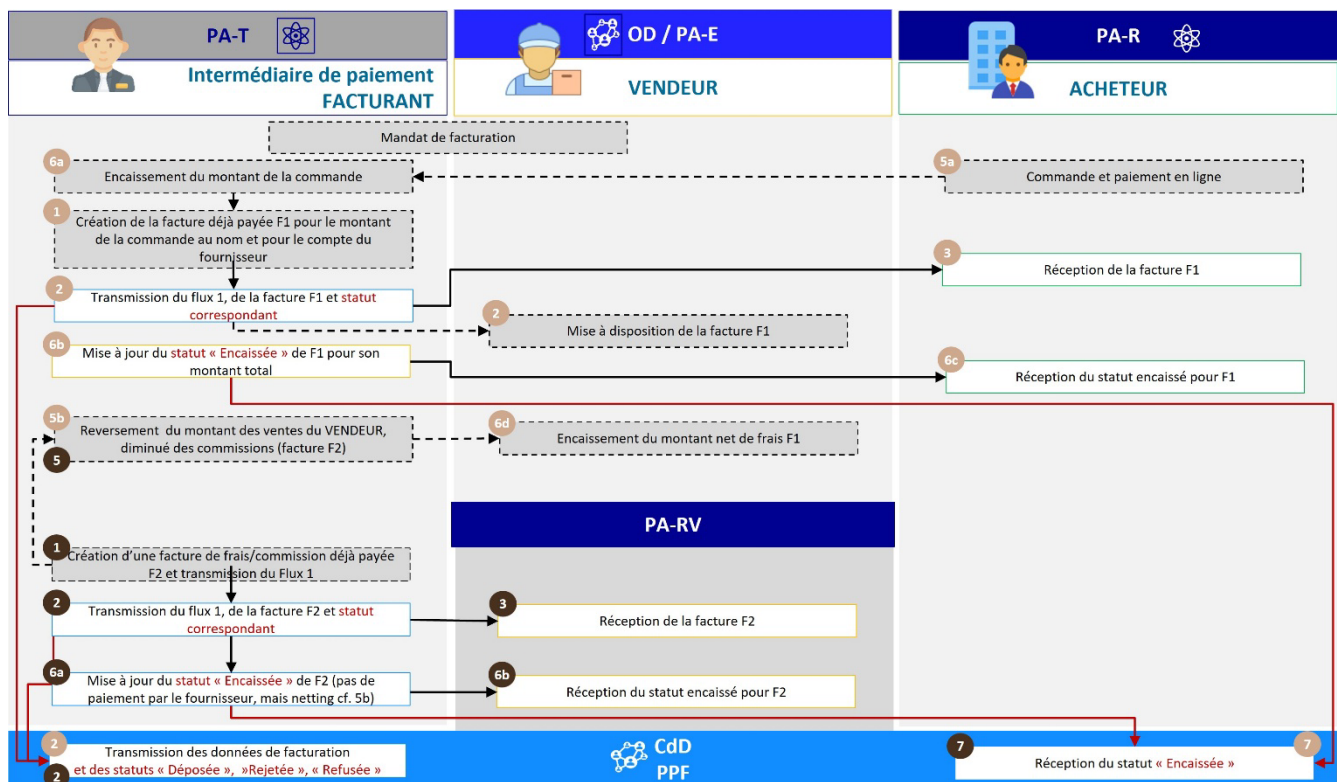 PA-T
OD / PA-E
PA-R
Intermédiaire de paiement
FACTURANT
VENDEUR
ACHETEUR
Mandat de facturation
6a
Encaissement du montant de la commande
5a
Commande et paiement en ligne
1
Création de la facture déjà payée F1 pour le montant
de la commande au nom et pour le compte du
fournisseur
2
Transmission du flux 1, de la facture F1 et statut
correspondant
3
Réception de la facture F1
2
Mise à disposition de la facture F1
6b
Mise à jour du statut « Encaissée » de F1 pour son
montant total
6c
Réception du statut encaissé pour F1
5b
Reversement du montant des ventes du VENDEUR,
diminué des commissions (facture F2)
5
6d
Encaissement du montant net de frais F1
PA-RV
1
Création d'une facture de frais/commission déjà payée
F2 et transmission du Flux 1
2
Transmission du flux 1, de la facture F2 et statut
correspondant
3
Réception de la facture F2
6a
Mise à jour du statut « Encaissée » de F2 (pas de
paiement par le fournisseur, mais netting cf. 5b)
6b
Réception du statut encaissé pour F2
2
Transmission des données de facturation
et des statuts « Déposée », »Rejetée, « Refusée »
2
CdD
PPF
7
Réception du statut « Encaissée »
7